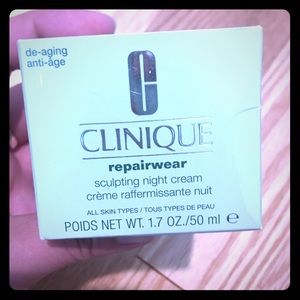 de-aging
anti-âge
C
CLINIQUE
repairwear
sculpting night cream
crème raffermissante nuit
ALL SKIN TYPES / TOUS TYPES DE PEAU
POIDS NET WT. 1.7 OZ./50 ml ℮